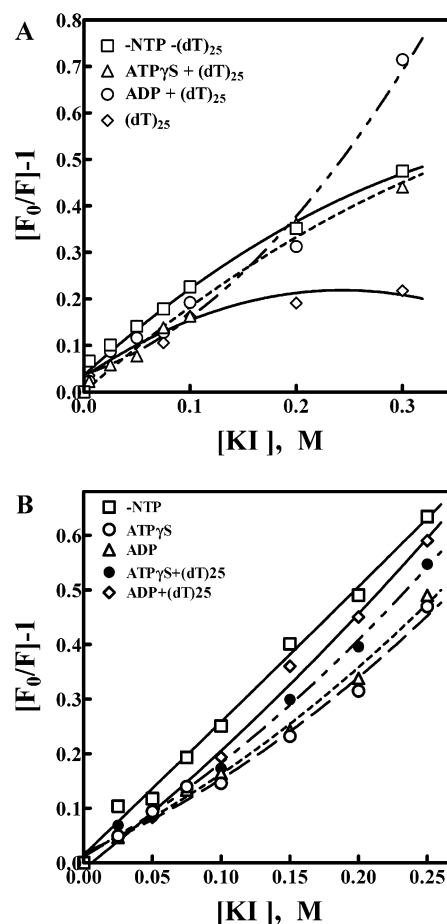 A
-NTP -(dT)25
ATPγS + (dT)25
ADP + (dT)25
(dT)25
[F0/F]-1
0.8
0.7
0.6
0.5
0.4
0.3
0.2
0.1
0.0
0.0 0.1 0.2 0.3
[KI ], M
B
-NTP
ATPγS
ADP
ATPγS+(dT)25
ADP+(dT)25
[F0/F]-1
0.6
0.5
0.4
0.3
0.2
0.1
0.0
0.00 0.05 0.10 0.15 0.20 0.25
[KI ], M